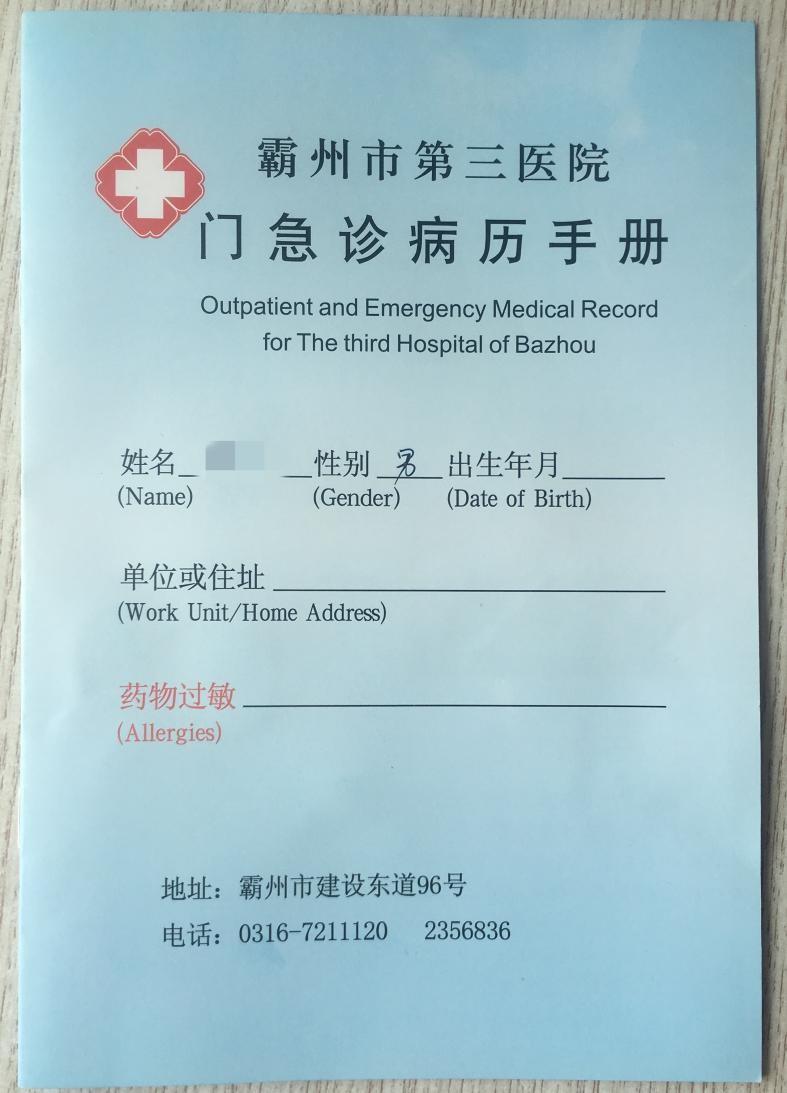 霸州市第三医院
门急诊病历手册
Outpatient and Emergency Medical Record
for The third Hospital of Bazhou
姓名 性别 男 出生年月
(Name) (Gender) (Date of Birth)
单位或住址
(Work Unit/Home Address)
药物过敏
(Allergies)
地址：霸州市建设东道96号
电话：0316-7211120 2356836